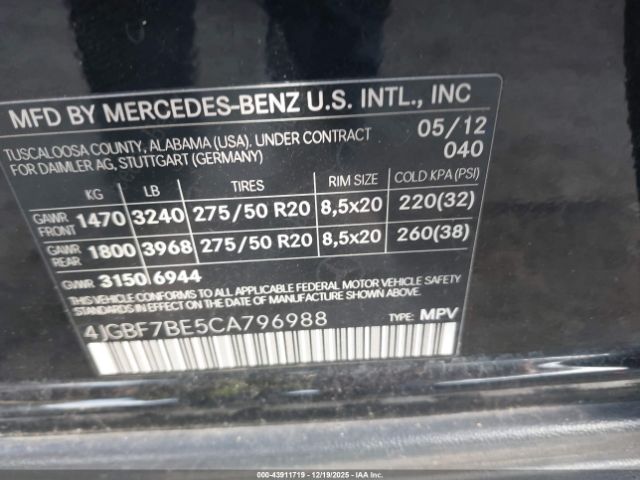 MFD BY MERCEDES-BENZ U.S. INTL., INC
TUSCALOOSA COUNTY, ALABAMA (USA). UNDER CONTRACT 05/12
FOR DAIMLER AG, STUTTGART (GERMANY) 040
KG LB TIRES RIM SIZE COLD KPA (PSI)
GAWR FRONT 1470 3240 275/50 R20 8,5x20 220(32)
GAWR REAR 1800 3968 275/50 R20 8,5x20 260(38)
GVWR 3150 6944
THIS VEHICLE CONFORMS TO ALL APPLICABLE FEDERAL MOTOR VEHICLE SAFETY
STANDARDS IN EFFECT ON THE DATE OF MANUFACTURE SHOWN ABOVE.
4JGBF7BE5CA796988 TYPE: MPV
000-43911719 - 12/19/2025 - COPYRIGHT IAA, LLC.